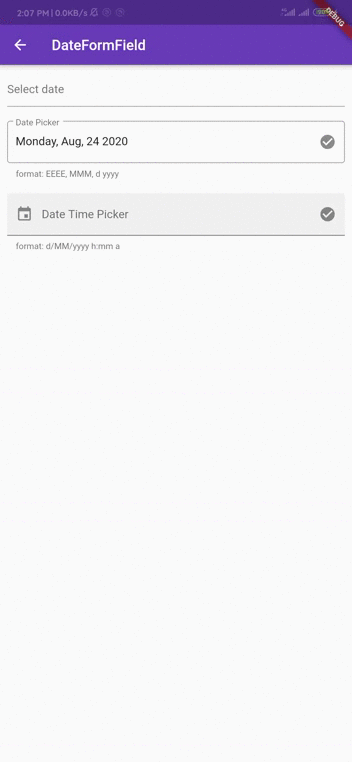 2:07 PM | 0.0KB/s
DEBUG
DateFormField
Select date
Date Picker
Monday, Aug, 24 2020
format: EEEE, MMM, d yyyy
Date Time Picker
format: d/MM/yyyy h:mm a